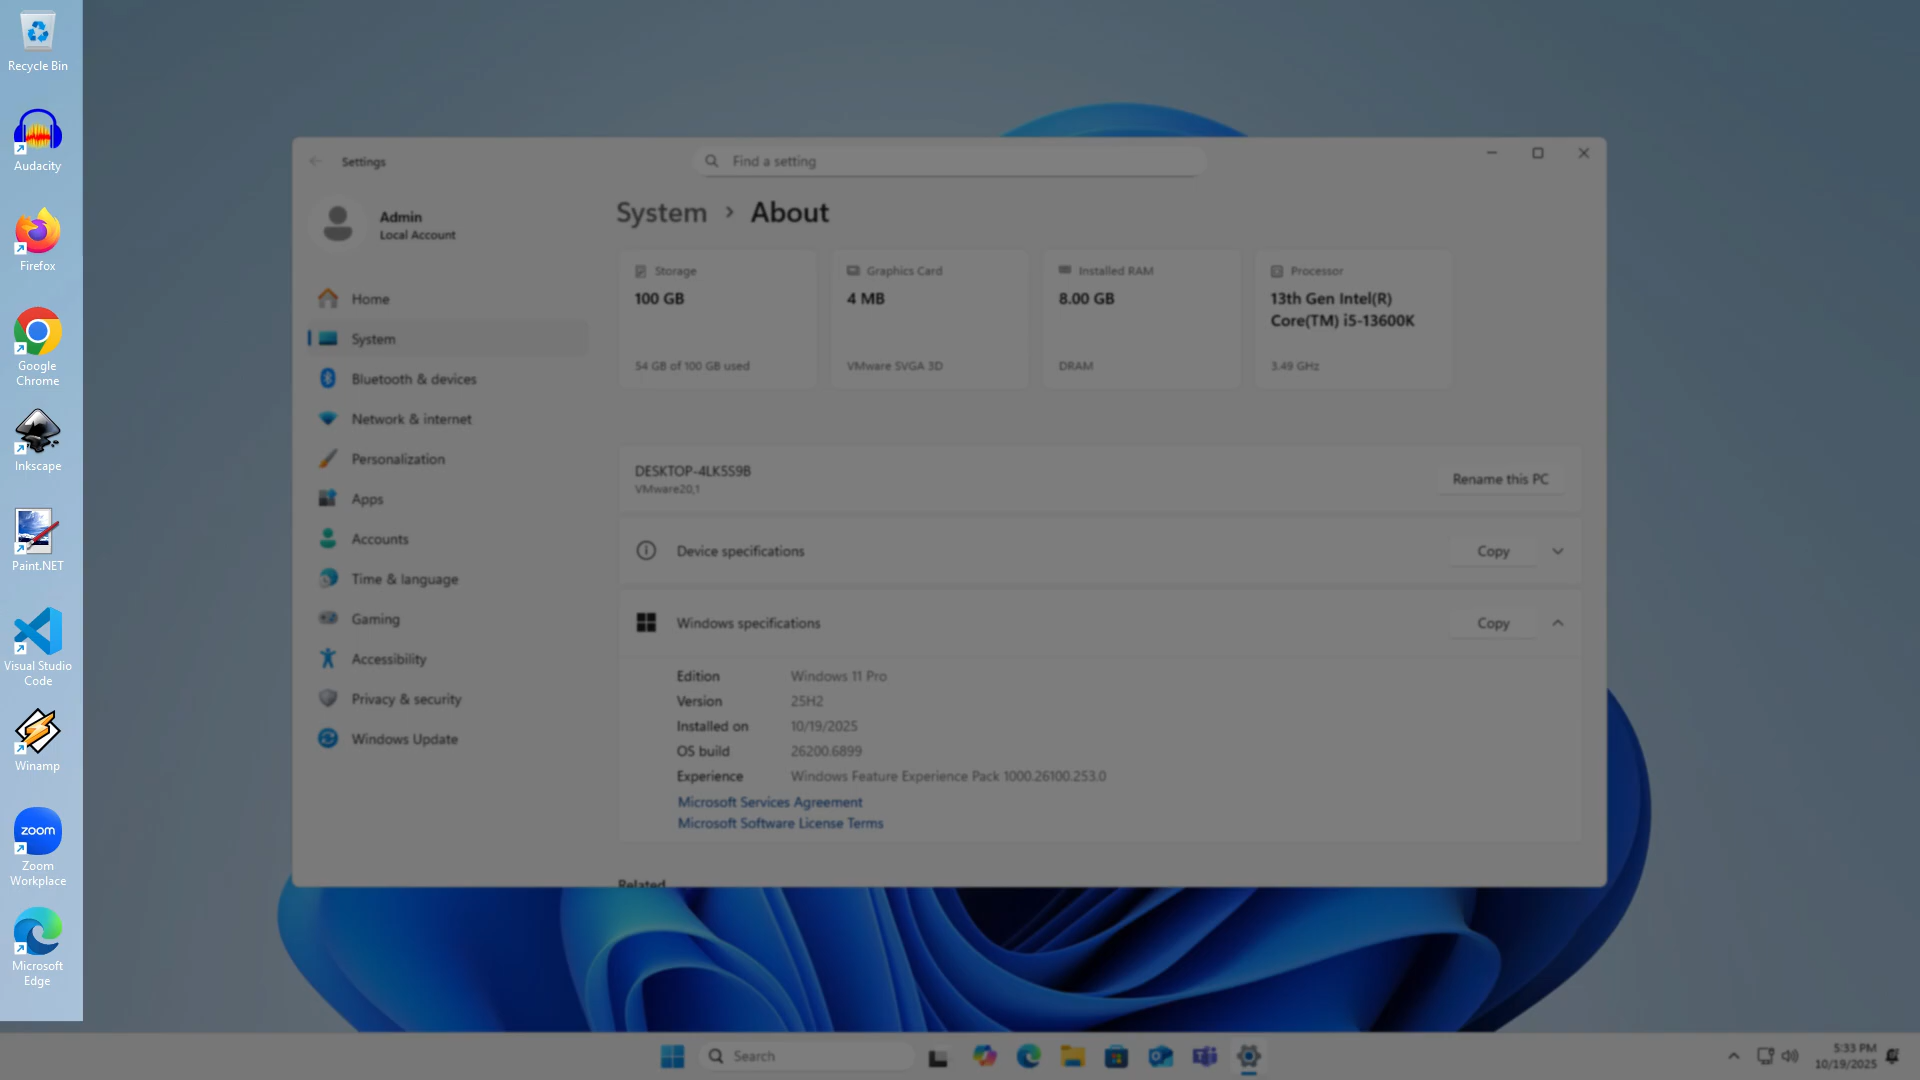 Recycle Bin
Audacity
Firefox
Google
Chrome
Inkscape
Paint.NET
Visual Studio
Code
Winamp
zoom
Zoom
Workplace
Microsoft
Edge
Settings
Find a setting
Admin
Local Account
Home
System
Bluetooth & devices
Network & internet
Personalization
Apps
Accounts
Time & language
Gaming
Accessibility
Privacy & security
Windows Update
System > About
Storage
100 GB
54 GB of 100 GB used
Graphics Card
4 MB
VMware SVGA 3D
Installed RAM
8.00 GB
DRAM
Processor
13th Gen Intel(R)
Core(TM) i5-13600K
3.49 GHz
DESKTOP-4LK5S9B
VMware20,1
Rename this PC
Device specifications
Copy
Windows specifications
Copy
Edition Windows 11 Pro
Version 25H2
Installed on 10/19/2025
OS build 26200.6899
Experience Windows Feature Experience Pack 1000.26100.253.0
Microsoft Services Agreement
Microsoft Software License Terms
Related
Search
5:33 PM
10/19/2025